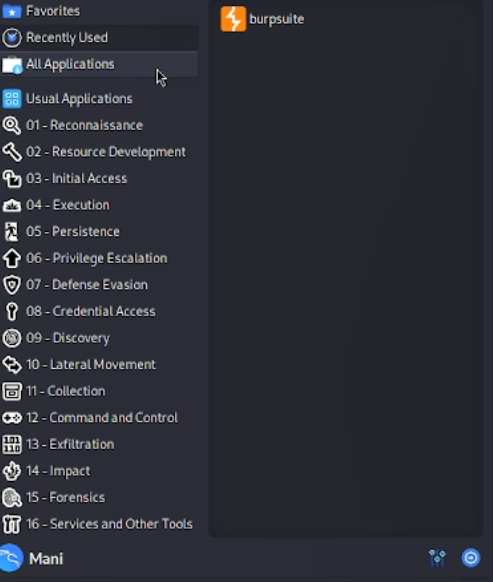 Favorites
burpsuite
Recently Used
All Applications
Usual Applications
01 - Reconnaissance
02 - Resource Development
03 - Initial Access
04 - Execution
05 - Persistence
06 - Privilege Escalation
07 - Defense Evasion
08 - Credential Access
09 - Discovery
10 - Lateral Movement
11 - Collection
12 - Command and Control
13 - Exfiltration
14 - Impact
15 - Forensics
16 - Services and Other Tools
Mani